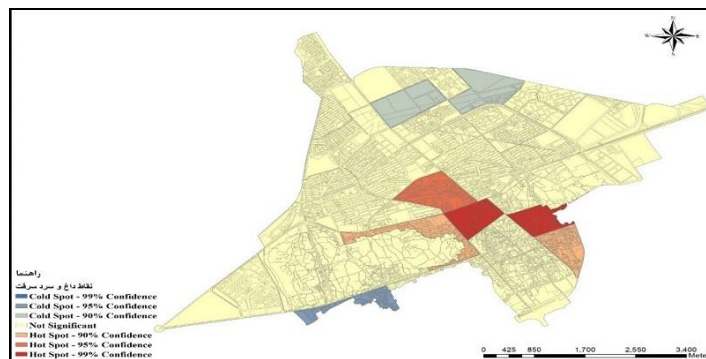 N
W
E
S
راهنما
نقاط داغ و سرد سرقت
Cold Spot - 99% Confidence
Cold Spot - 95% Confidence
Cold Spot - 90% Confidence
Not Significant
Hot Spot - 90% Confidence
Hot Spot - 95% Confidence
Hot Spot - 99% Confidence
0 425 850 1,700 2,550 3,400
Mete